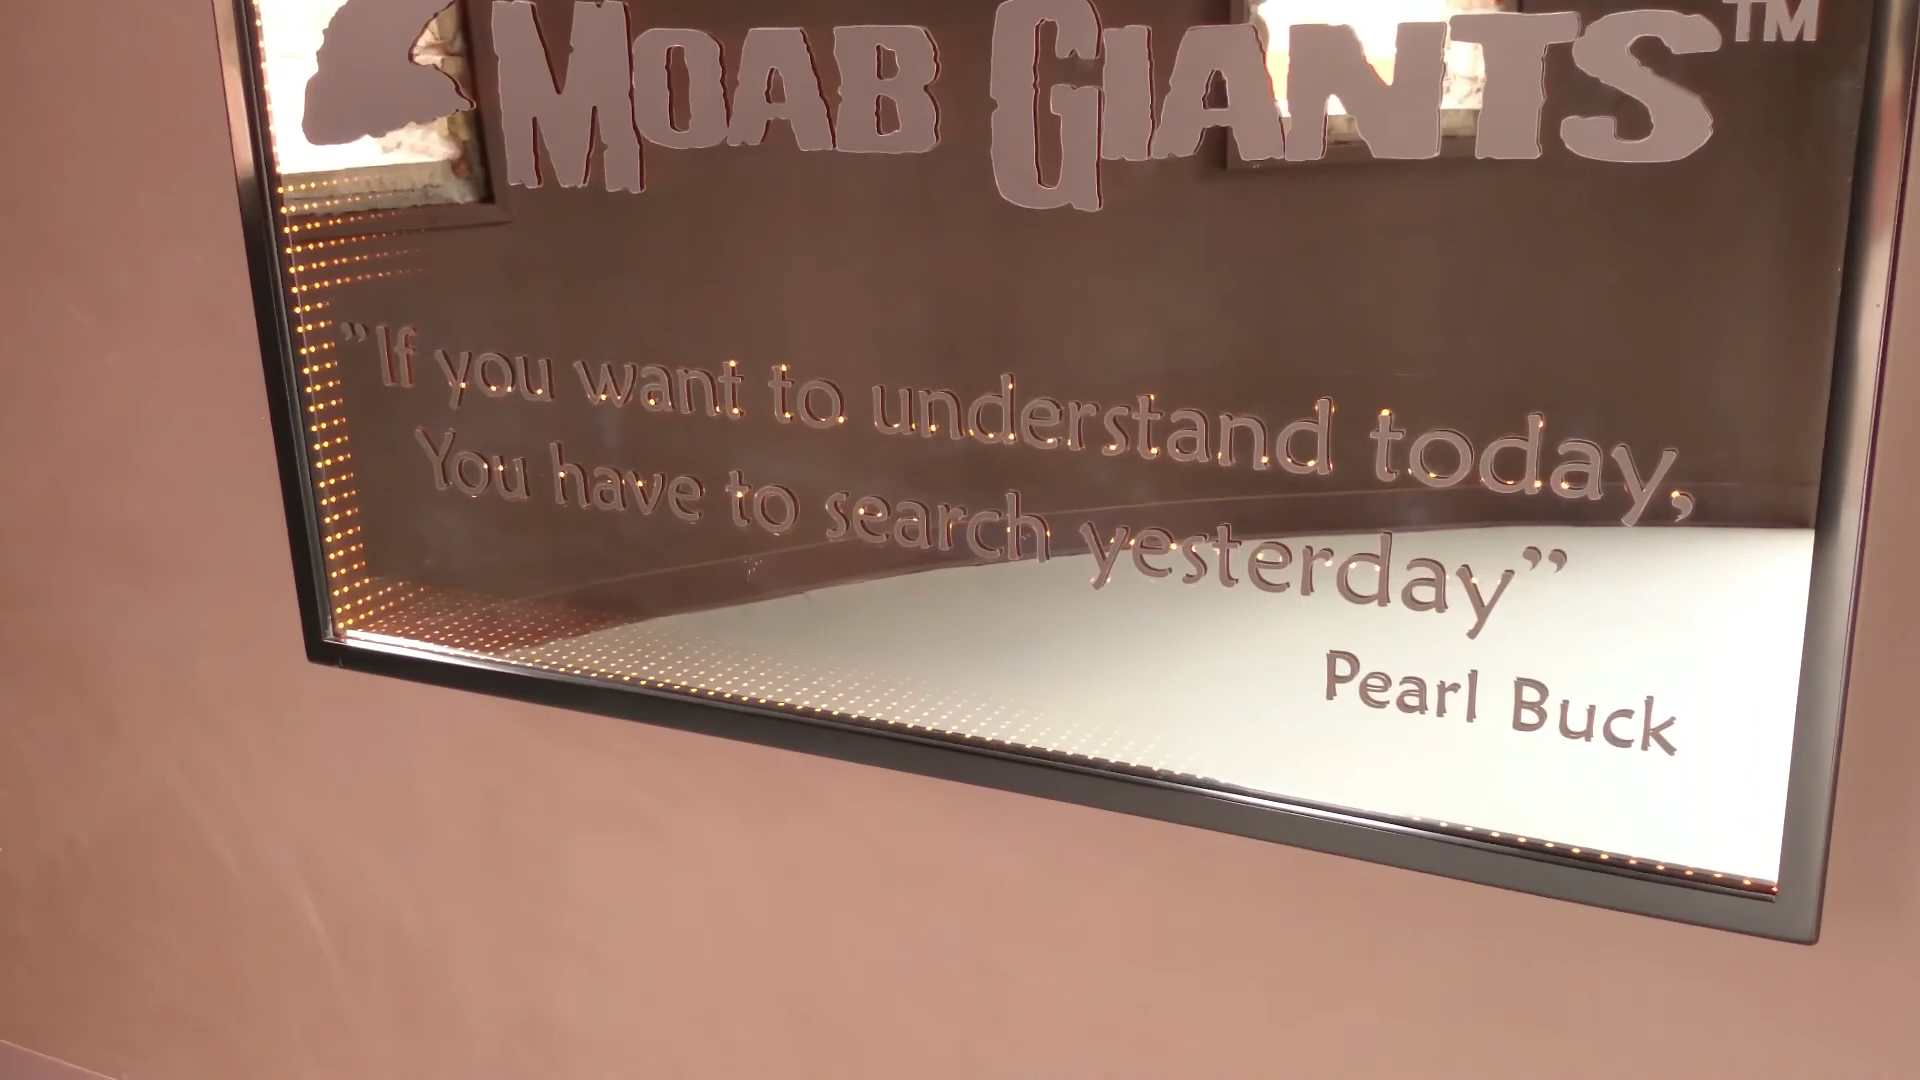 MOAB GIANTS™
”If you want to understand today,
You have to search yesterday”
Pearl Buck